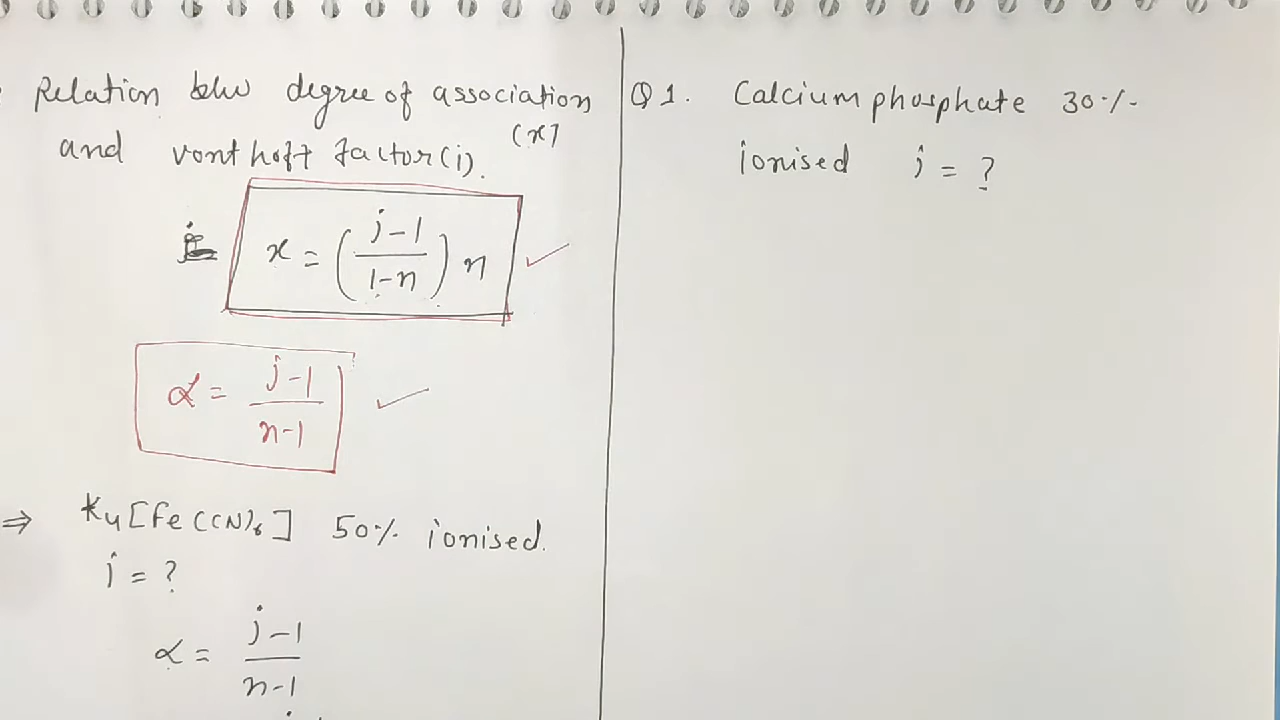 Relation b/w degree of association
(x)
and vont hoff factor(i).
x = (i-1/1-n) n
α = i-1/n-1
⇒ K4[Fe(CN)6] 50% ionised.
i = ?
α = i-1/n-1
Q1. Calcium phosphate 30%
ionised i = ?